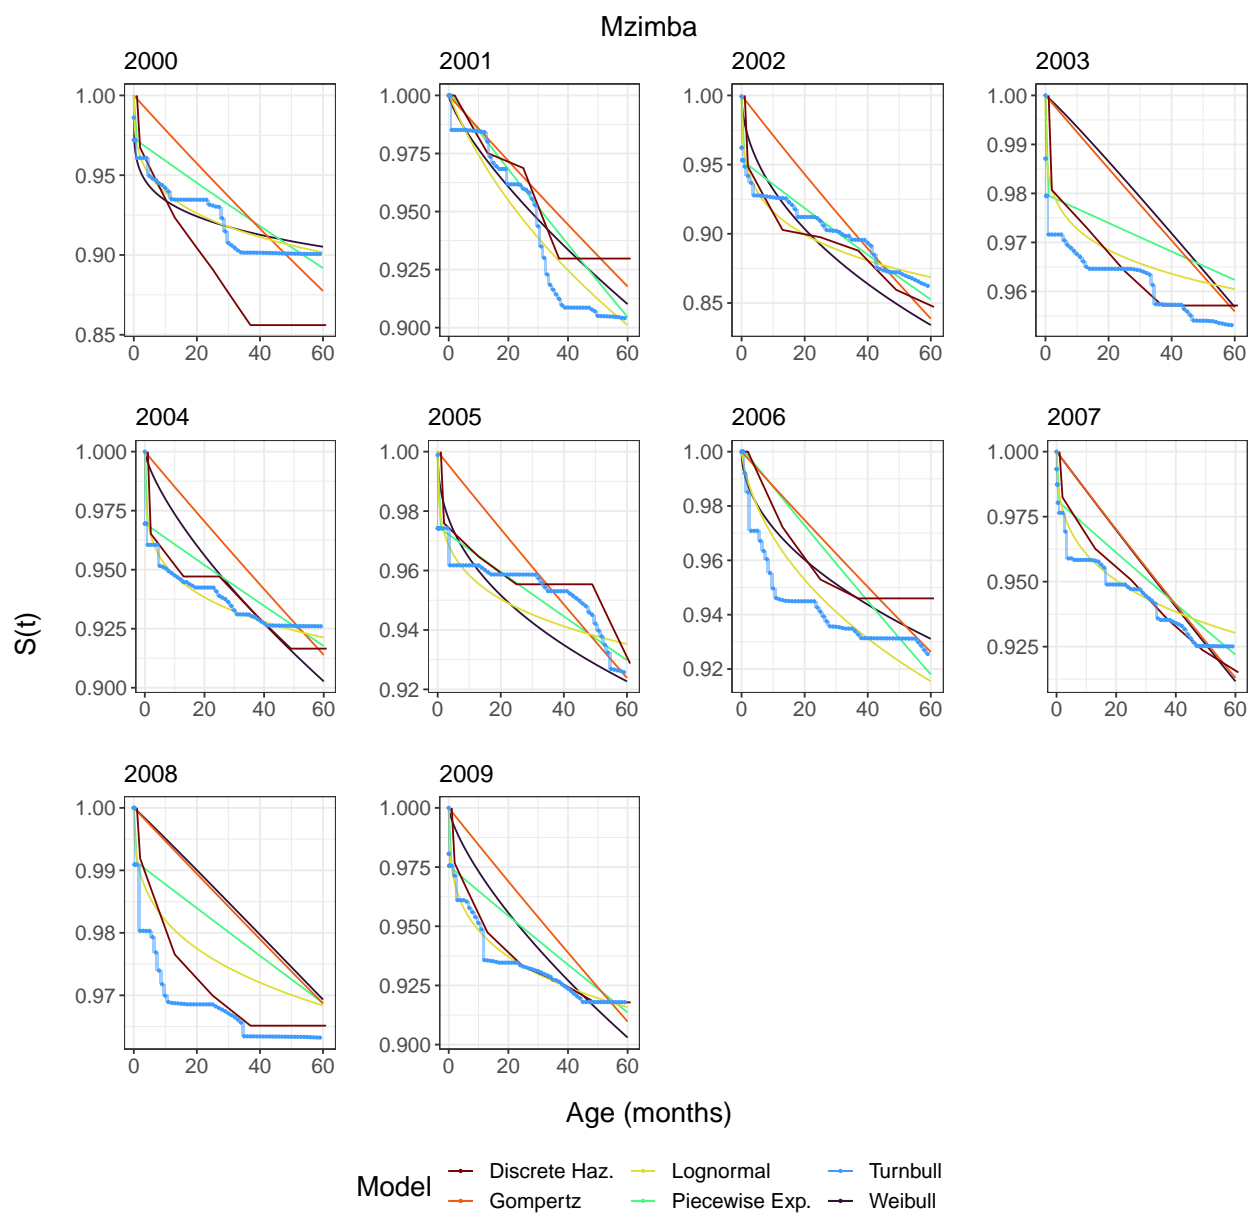 Mzimba
2000 2001 2002 2003
1.00 1.000 1.00 1.00
0.99
0.95 0.975 0.95 0.98
0.950 0.90 0.97
0.90 0.925 0.85 0.96
0.85 0.900
0 20 40 60 0 20 40 60 0 20 40 60 0 20 40 60
2004 2005 2006 2007
1.000 1.00 1.00 1.000
0.975 0.98 0.98 0.975
0.950 0.96 0.96 0.950
0.925 0.94 0.94 0.925
0.900 0.92 0.92
0 20 40 60 0 20 40 60 0 20 40 60 0 20 40 60
S(t)
2008 2009
1.00 1.000
0.99 0.975
0.98 0.950
0.97 0.925
0.900
0 20 40 60 0 20 40 60
Age (months)
Model
Discrete Haz. Lognormal Turnbull
Gompertz Piecewise Exp. Weibull